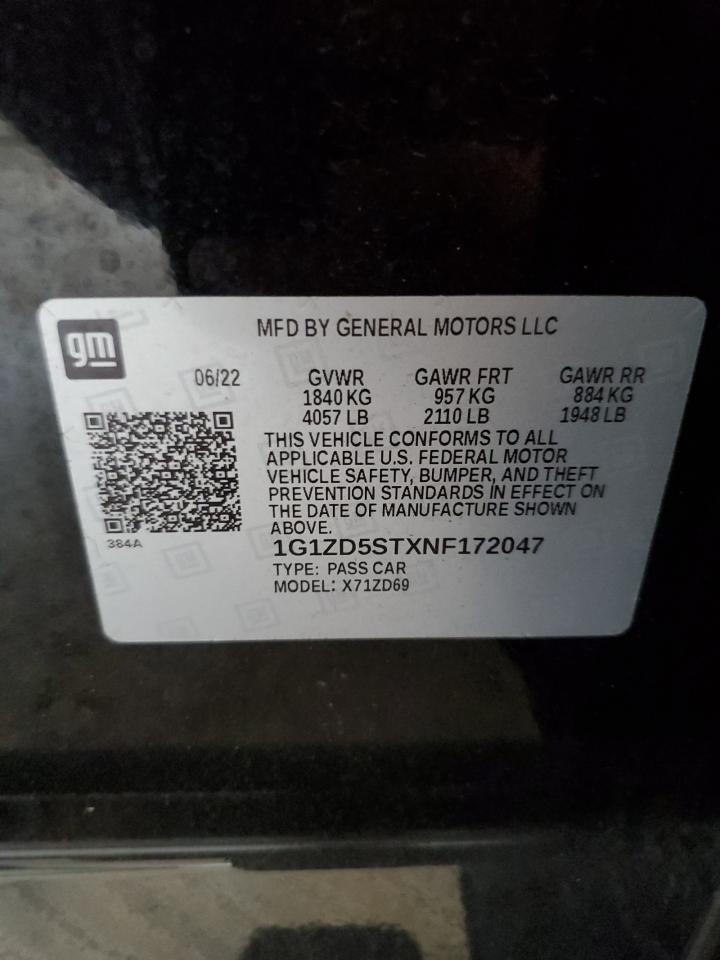 gm
MFD BY GENERAL MOTORS LLC
06/22 GVWR GAWR FRT GAWR RR
1840 KG 957 KG 884 KG
4057 LB 2110 LB 1948 LB
THIS VEHICLE CONFORMS TO ALL
APPLICABLE U.S. FEDERAL MOTOR
VEHICLE SAFETY, BUMPER, AND THEFT
PREVENTION STANDARDS IN EFFECT ON
THE DATE OF MANUFACTURE SHOWN
ABOVE.
384A
1G1ZD5STXNF172047
TYPE: PASS CAR
MODEL: X71ZD69